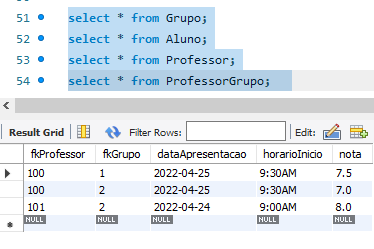 51 select * from Grupo;
52 select * from Aluno;
53 select * from Professor;
54 select * from ProfessorGrupo;
Result Grid Filter Rows: Edit:
fkProfessor fkGrupo dataApresentacao horarioInicio nota
100 1 2022-04-25 9:30AM 7.5
100 2 2022-04-25 9:30AM 7.0
101 2 2022-04-24 9:00AM 8.0
NULL NULL NULL NULL NULL